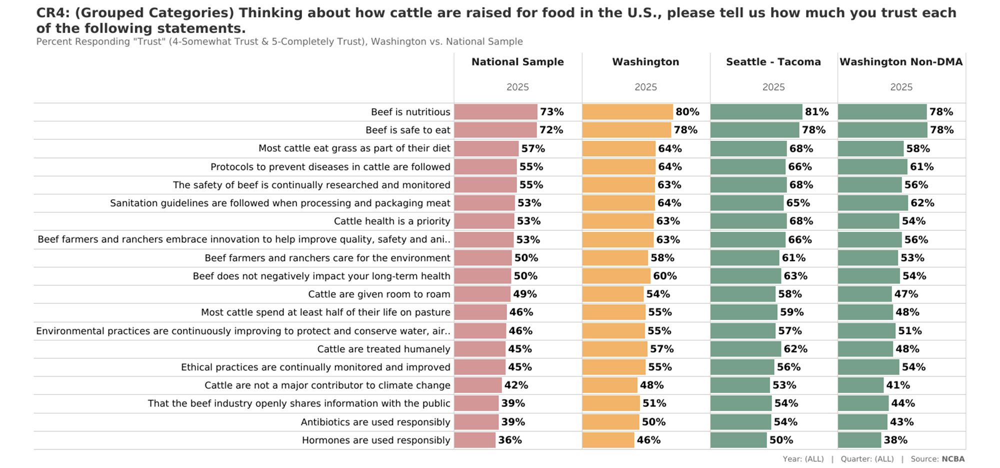 CR4: (Grouped Categories) Thinking about how cattle are raised for food in the U.S., please tell us how much you trust each
of the following statements.
Percent Responding "Trust" (4-Somewhat Trust & 5-Completely Trust), Washington vs. National Sample
National Sample Washington Seattle - Tacoma Washington Non-DMA
2025 2025 2025 2025
Beef is nutritious 73% 80% 81% 78%
Beef is safe to eat 72% 78% 78% 78%
Most cattle eat grass as part of their diet 57% 64% 68% 58%
Protocols to prevent diseases in cattle are followed 55% 64% 66% 61%
The safety of beef is continually researched and monitored 55% 63% 68% 56%
Sanitation guidelines are followed when processing and packaging meat 53% 64% 65% 62%
Cattle health is a priority 53% 63% 68% 54%
Beef farmers and ranchers embrace innovation to help improve quality, safety and ani.. 53% 63% 66% 56%
Beef farmers and ranchers care for the environment 50% 58% 61% 53%
Beef does not negatively impact your long-term health 50% 60% 63% 54%
Cattle are given room to roam 49% 54% 58% 47%
Most cattle spend at least half of their life on pasture 46% 55% 59% 48%
Environmental practices are continuously improving to protect and conserve water, air.. 46% 55% 57% 51%
Cattle are treated humanely 45% 57% 62% 48%
Ethical practices are continually monitored and improved 45% 55% 56% 54%
Cattle are not a major contributor to climate change 42% 48% 53% 41%
That the beef industry openly shares information with the public 39% 51% 54% 44%
Antibiotics are used responsibly 39% 50% 54% 43%
Hormones are used responsibly 36% 46% 50% 38%
Year: (ALL) | Quarter: (ALL) | Source: NCBA